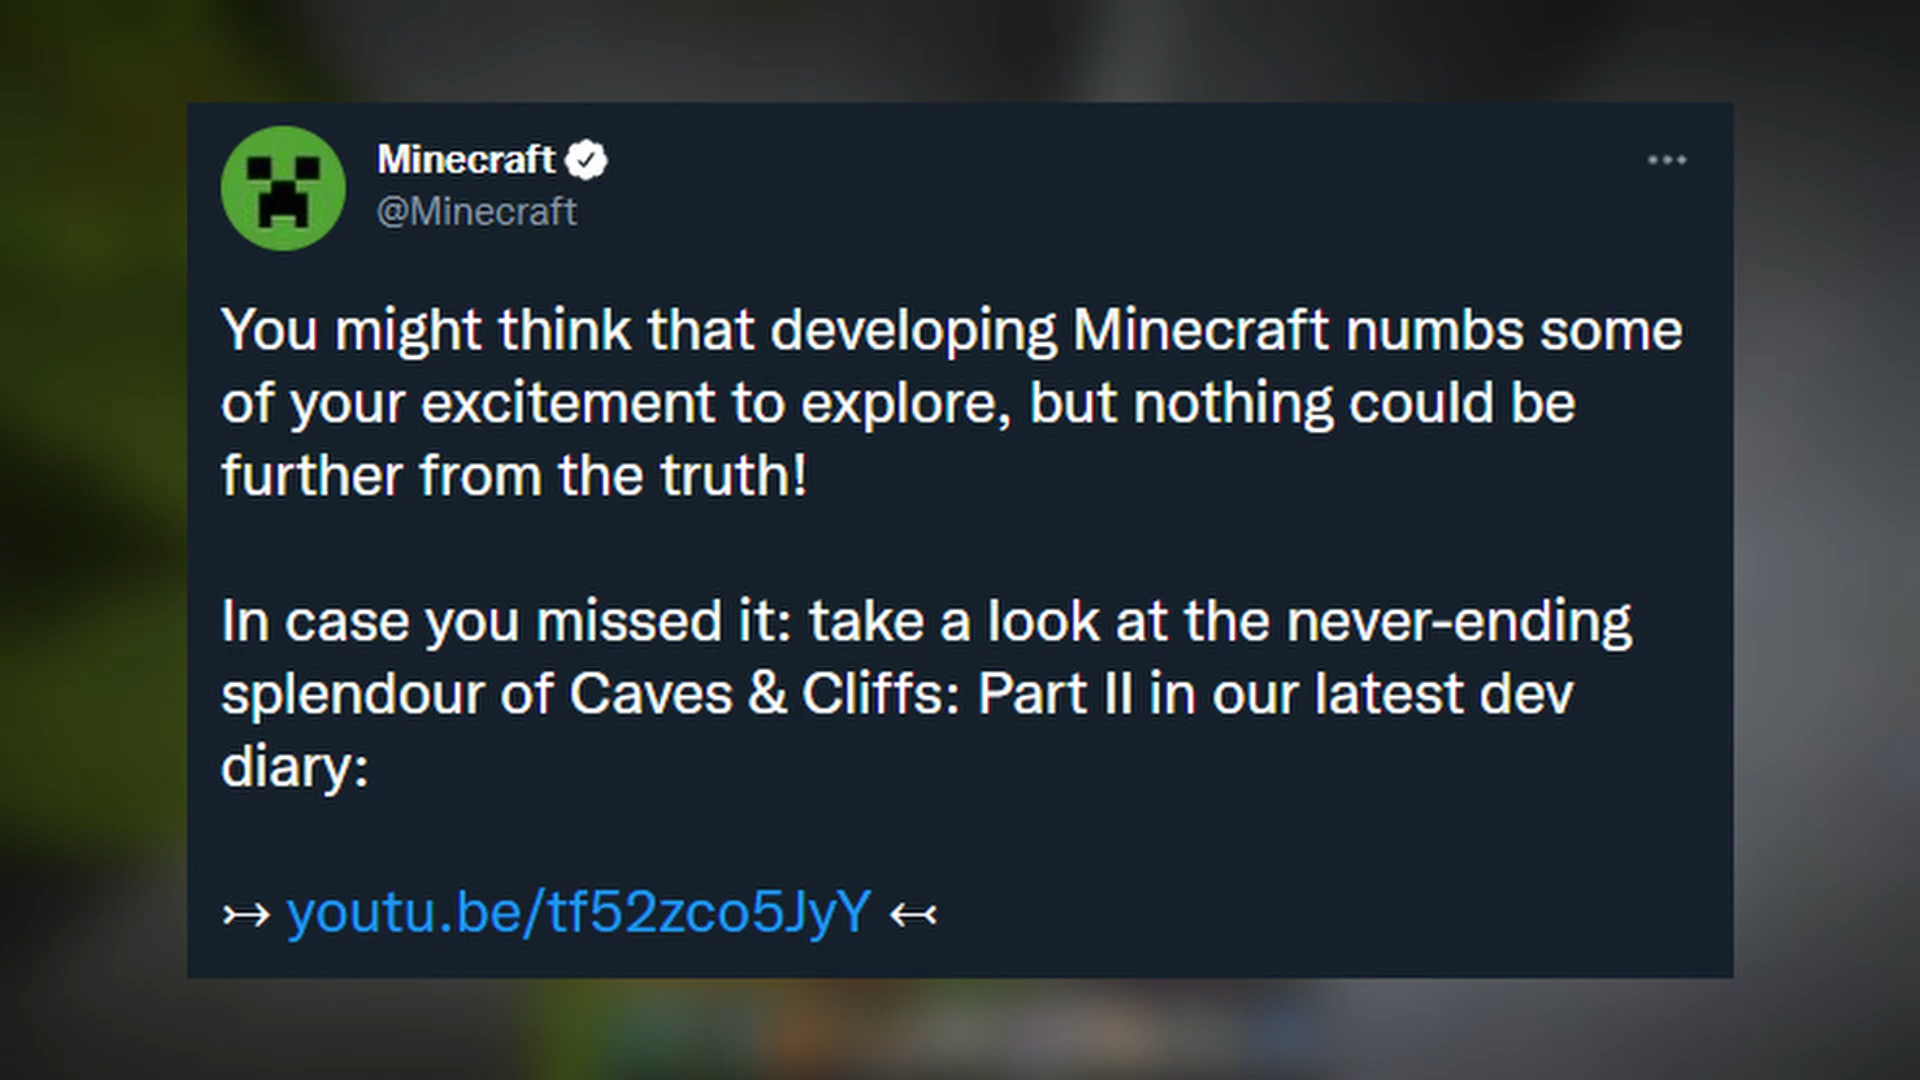 Minecraft
@Minecraft
You might think that developing Minecraft numbs some
of your excitement to explore, but nothing could be
further from the truth!
In case you missed it: take a look at the never-ending
splendour of Caves & Cliffs: Part II in our latest dev
diary:
↣ youtu.be/tf52zco5JyY ↢